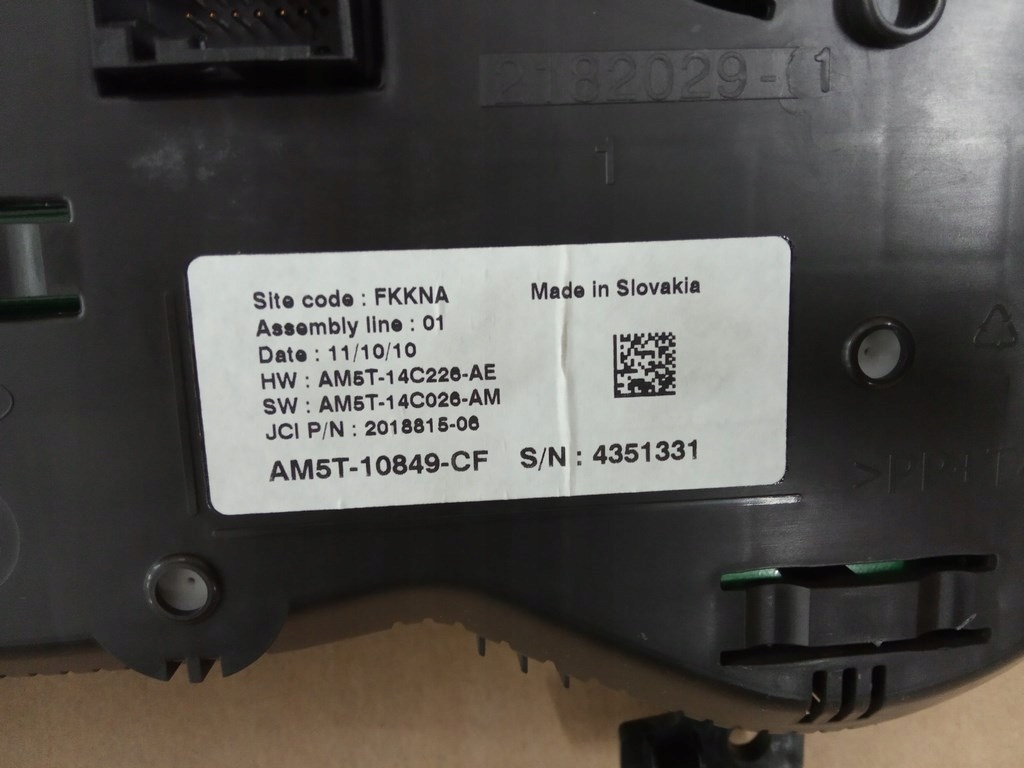 2182029-(1
1
Site code : FKKNA
Made in Slovakia
Assembly line : 01
Date : 11/10/10
HW : AM5T-14C226-AE
SW : AM5T-14C026-AM
JCI P/N : 2018815-06
AM5T-10849-CF
S/N : 4351331